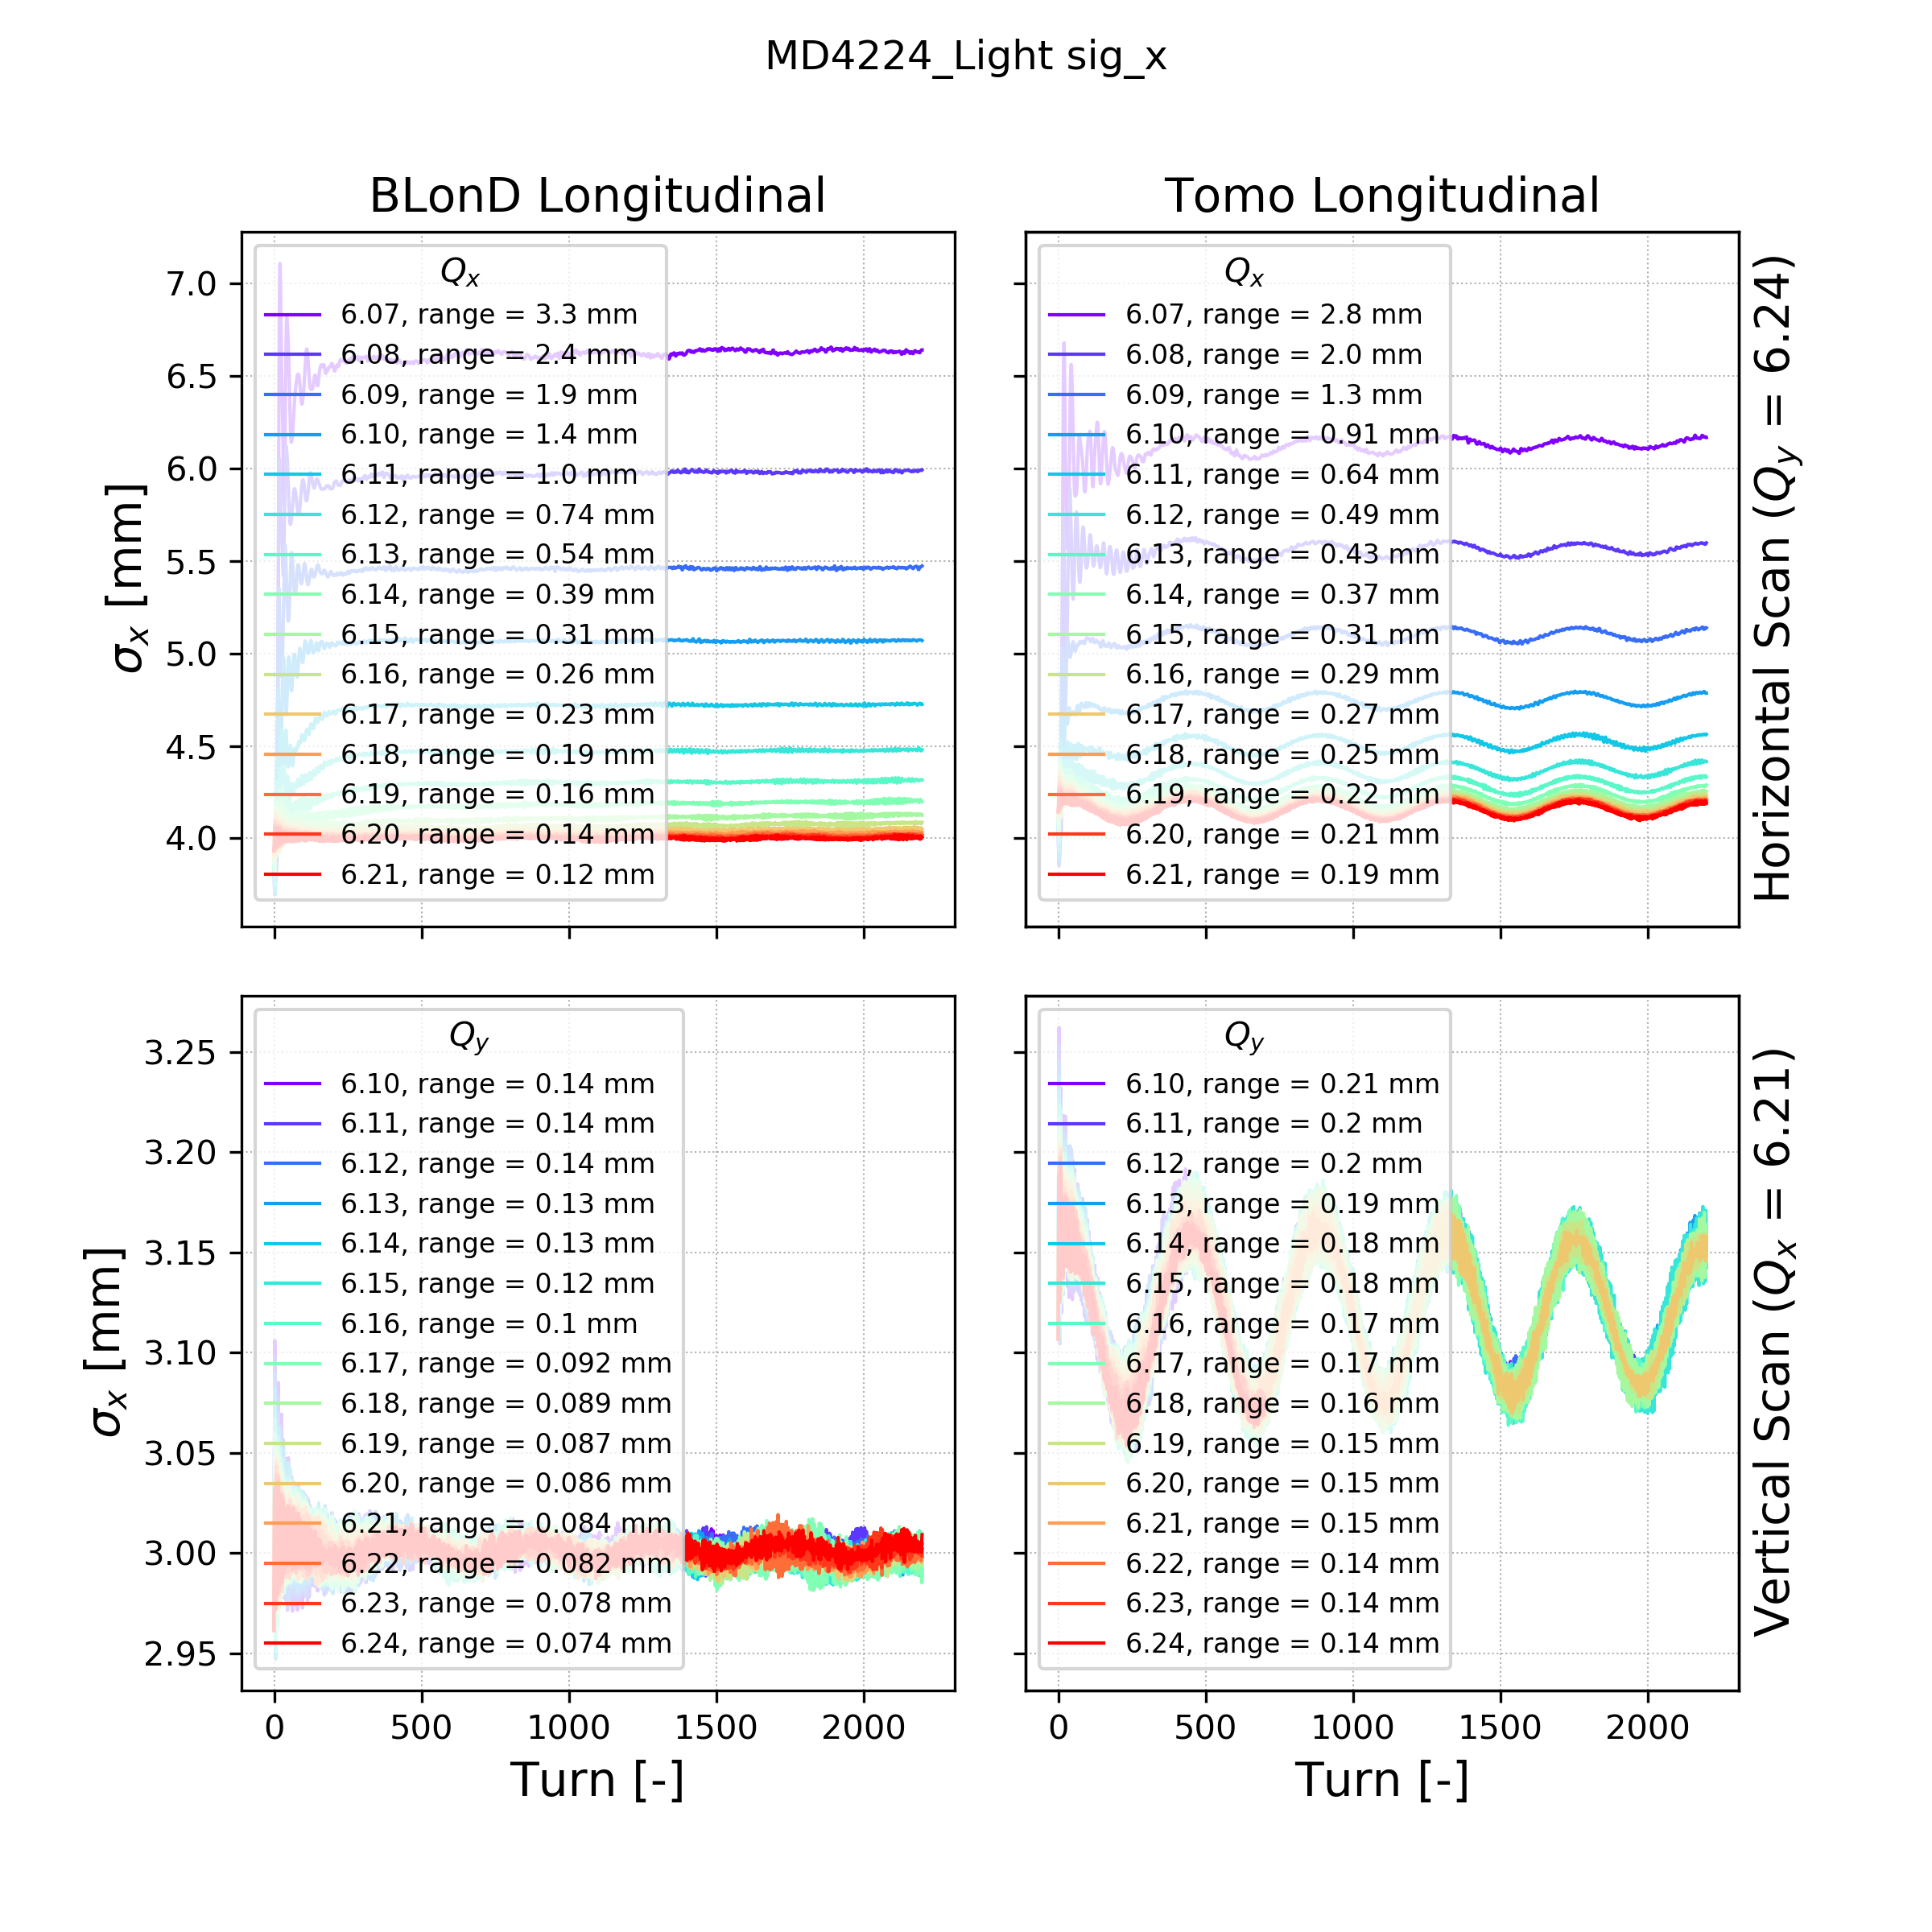 MD4224_Light sig_x
BLonD Longitudinal
Tomo Longitudinal
σx [mm]
7.0
6.5
6.0
5.5
5.0
4.5
4.0
Qx
6.07, range = 3.3 mm
6.08, range = 2.4 mm
6.09, range = 1.9 mm
6.10, range = 1.4 mm
6.11, range = 1.0 mm
6.12, range = 0.74 mm
6.13, range = 0.54 mm
6.14, range = 0.39 mm
6.15, range = 0.31 mm
6.16, range = 0.26 mm
6.17, range = 0.23 mm
6.18, range = 0.19 mm
6.19, range = 0.16 mm
6.20, range = 0.14 mm
6.21, range = 0.12 mm
Qx
6.07, range = 2.8 mm
6.08, range = 2.0 mm
6.09, range = 1.3 mm
6.10, range = 0.91 mm
6.11, range = 0.64 mm
6.12, range = 0.49 mm
6.13, range = 0.43 mm
6.14, range = 0.37 mm
6.15, range = 0.31 mm
6.16, range = 0.29 mm
6.17, range = 0.27 mm
6.18, range = 0.25 mm
6.19, range = 0.22 mm
6.20, range = 0.21 mm
6.21, range = 0.19 mm
Horizontal Scan (Qy = 6.24)
σx [mm]
3.25
3.20
3.15
3.10
3.05
3.00
2.95
Qy
6.10, range = 0.14 mm
6.11, range = 0.14 mm
6.12, range = 0.14 mm
6.13, range = 0.13 mm
6.14, range = 0.13 mm
6.15, range = 0.12 mm
6.16, range = 0.1 mm
6.17, range = 0.092 mm
6.18, range = 0.089 mm
6.19, range = 0.087 mm
6.20, range = 0.086 mm
6.21, range = 0.084 mm
6.22, range = 0.082 mm
6.23, range = 0.078 mm
6.24, range = 0.074 mm
Qy
6.10, range = 0.21 mm
6.11, range = 0.2 mm
6.12, range = 0.2 mm
6.13, range = 0.19 mm
6.14, range = 0.18 mm
6.15, range = 0.18 mm
6.16, range = 0.17 mm
6.17, range = 0.17 mm
6.18, range = 0.16 mm
6.19, range = 0.15 mm
6.20, range = 0.15 mm
6.21, range = 0.15 mm
6.22, range = 0.14 mm
6.23, range = 0.14 mm
6.24, range = 0.14 mm
Vertical Scan (Qx = 6.21)
0 500 1000 1500 2000
0 500 1000 1500 2000
Turn [-]
Turn [-]